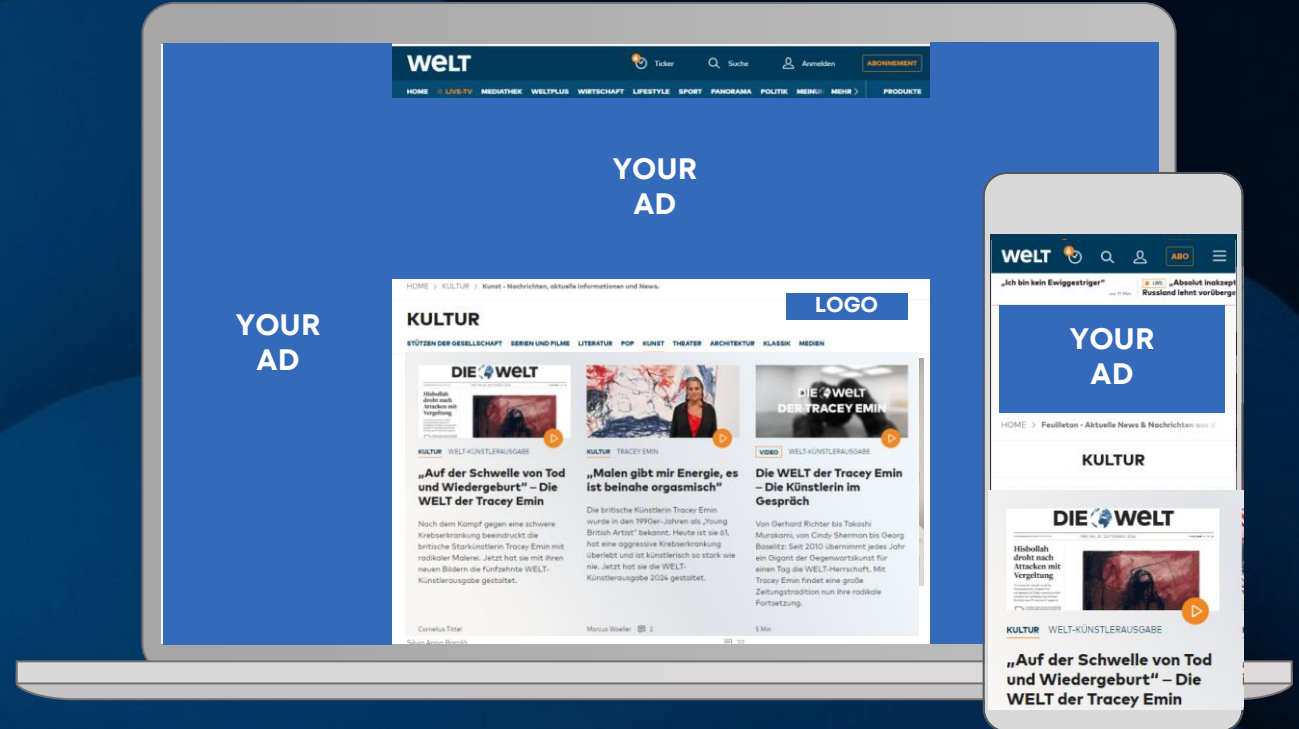 WELT
Ticker
Suche
Anmelden
ABONNEMENT
HOME LIVE-TV MEDIATHEK WELTPLUS WIRTSCHAFT LIFESTYLE SPORT PANORAMA POLITIK MEINU MEHR > PRODUKTE
YOUR
AD
YOUR
AD
HOME > KULTUR > Kunst - Nachrichten, aktuelle Informationen und News.
LOGO
KULTUR
STÜTZEN DER GESELLSCHAFT SERIEN UND FILME LITERATUR POP KUNST THEATER ARCHITEKTUR KLASSIK MEDIEN
DIE WELT
Hisbollah
droht nach
Attacken mit
Vergeltung
KULTUR WELT-KÜNSTLERAUSGABE
„Auf der Schwelle von Tod
und Wiedergeburt“ – Die
WELT der Tracey Emin
Nach dem Kampf gegen eine schwere
Krebserkrankung beeindruckt die
britische Starkünstlerin Tracey Emin mit
radikaler Malerei. Jetzt hat sie mit ihren
neuen Bildern die fünfzehnte WELT-
Künstlerausgabe gestaltet.
Cornelius Tittel
KULTUR TRACEY EMIN
„Malen gibt mir Energie, es
ist beinahe orgasmisch“
Die britische Künstlerin Tracey Emin
wurde in den 1990er-Jahren als „Young
British Artist“ bekannt. Heute ist sie 61,
hat eine aggressive Krebserkrankung
überlebt und ist künstlerisch so stark wie
nie. Jetzt hat sie die WELT-
Künstlerausgabe 2024 gestaltet.
Marcus Woeller 2
DIE WELT
DER TRACEY EMIN
VIDEO WELT-KÜNSTLERAUSGABE
Die WELT der Tracey Emin
– Die Künstlerin im
Gespräch
Von Gerhard Richter bis Takashi
Murakami, von Cindy Sherman bis Georg
Baselitz: Seit 2010 übernimmt jedes Jahr
ein Gigant der Gegenwartskunst für
einen Tag die WELT-Herrschaft. Mit
Tracey Emin findet eine große
Zeitungstradition nun ihre radikale
Fortsetzung.
5 Min
WELT
6
ABO
„Ich bin kein Ewiggestriger“
LIVE „Absolut inakzept
Russland lehnt vorüberge
YOUR
AD
HOME > Feuilleton - Aktuelle News & Nachrichten aus
KULTUR
DIE WELT
Hisbollah
droht nach
Attacken mit
Vergeltung
KULTUR WELT-KÜNSTLERAUSGABE
„Auf der Schwelle von Tod
und Wiedergeburt“ – Die
WELT der Tracey Emin